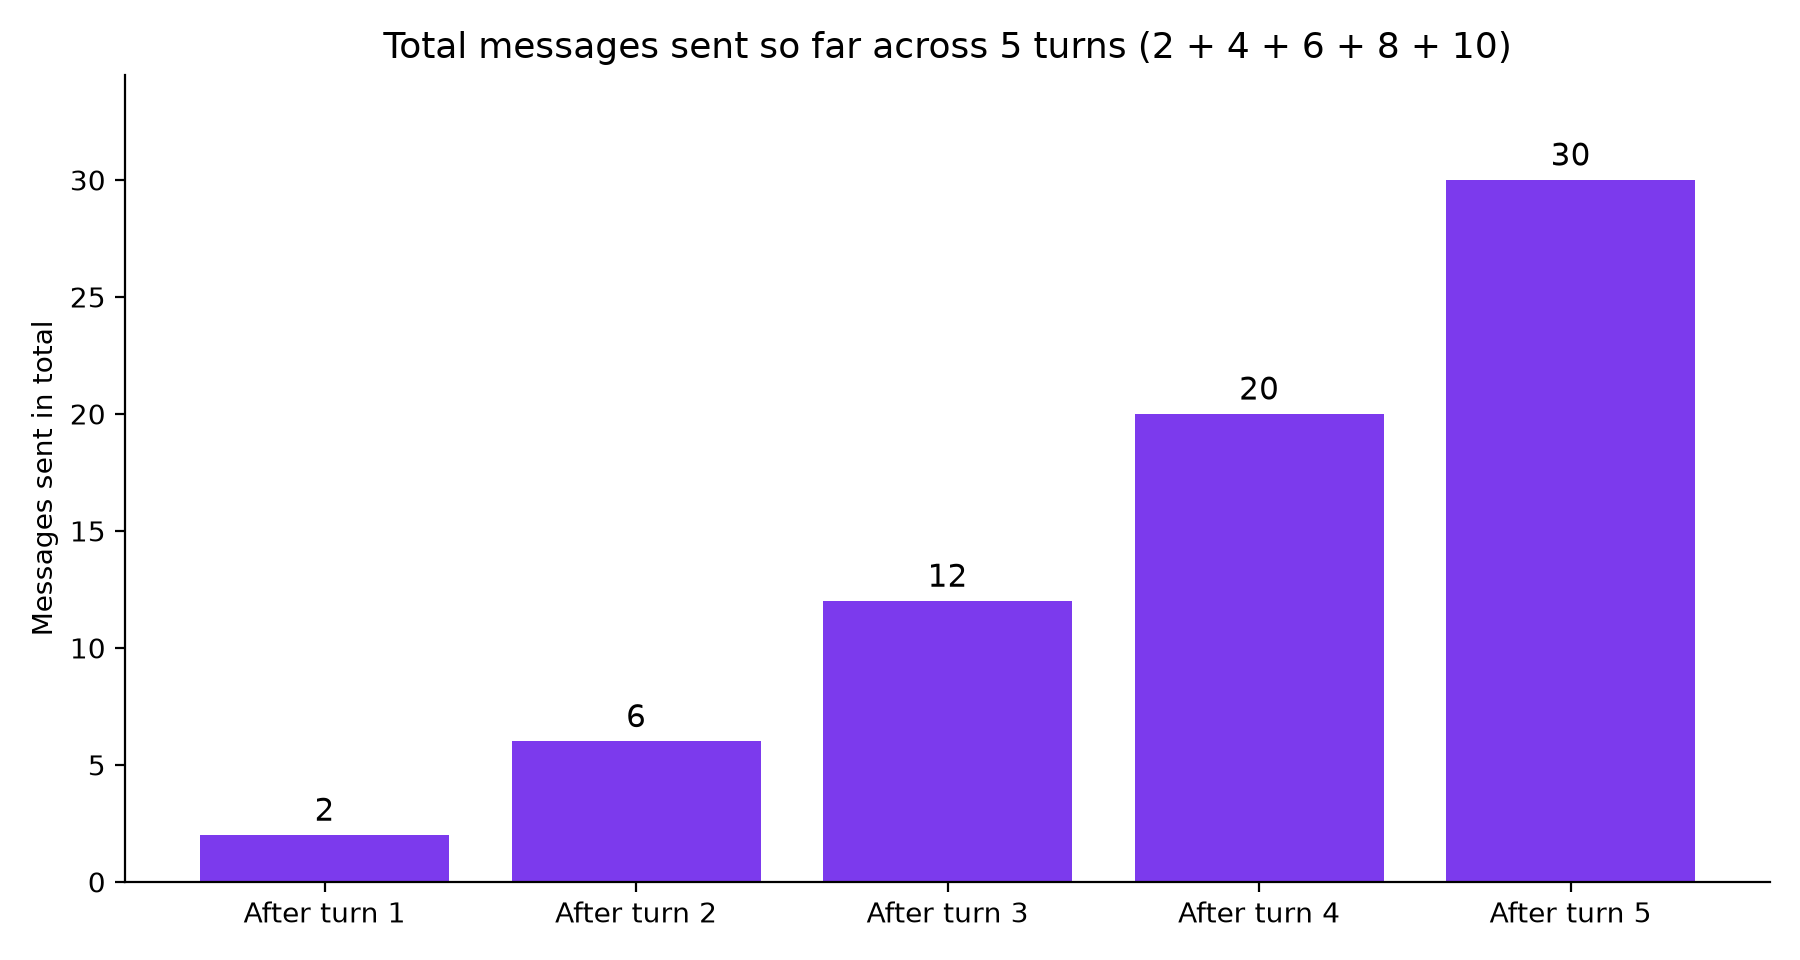 Total messages sent so far across 5 turns (2 + 4 + 6 + 8 + 10)
Messages sent in total
30
25
20
15
10
5
0
2
6
12
20
30
After turn 1
After turn 2
After turn 3
After turn 4
After turn 5